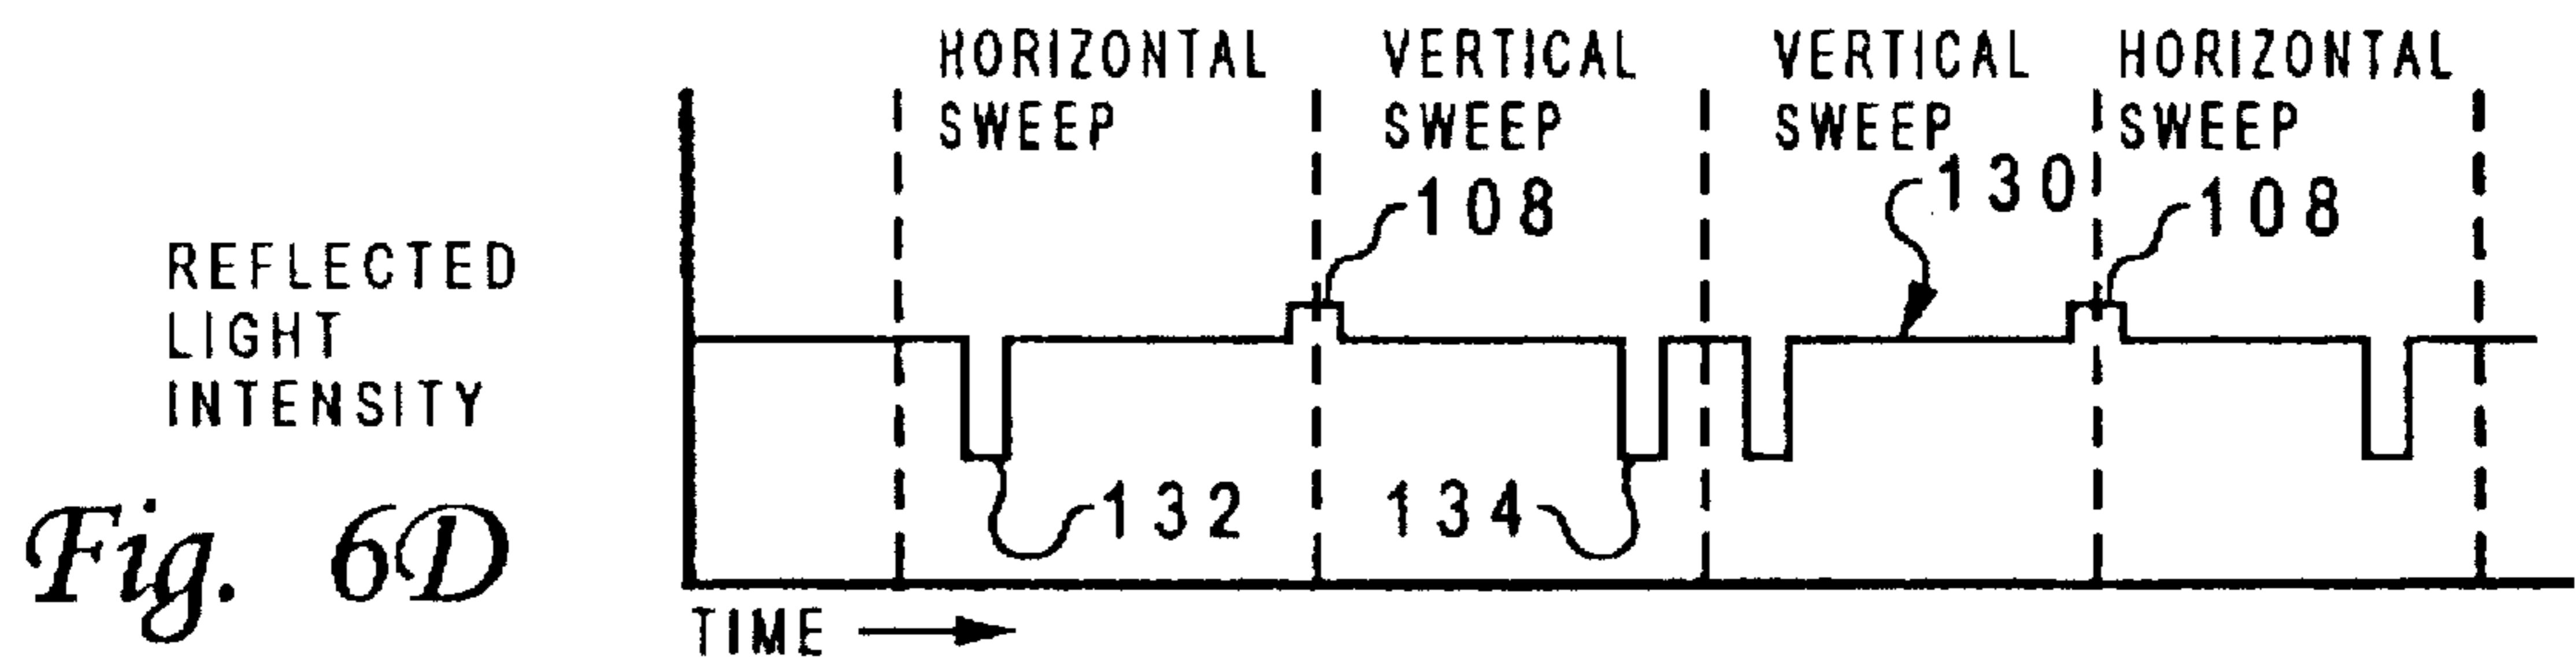 HORIZONTAL SWEEP
VERTICAL SWEEP
VERTICAL SWEEP
HORIZONTAL SWEEP
108
130
108
REFLECTED
LIGHT
INTENSITY
132
134
Fig. 6D
TIME